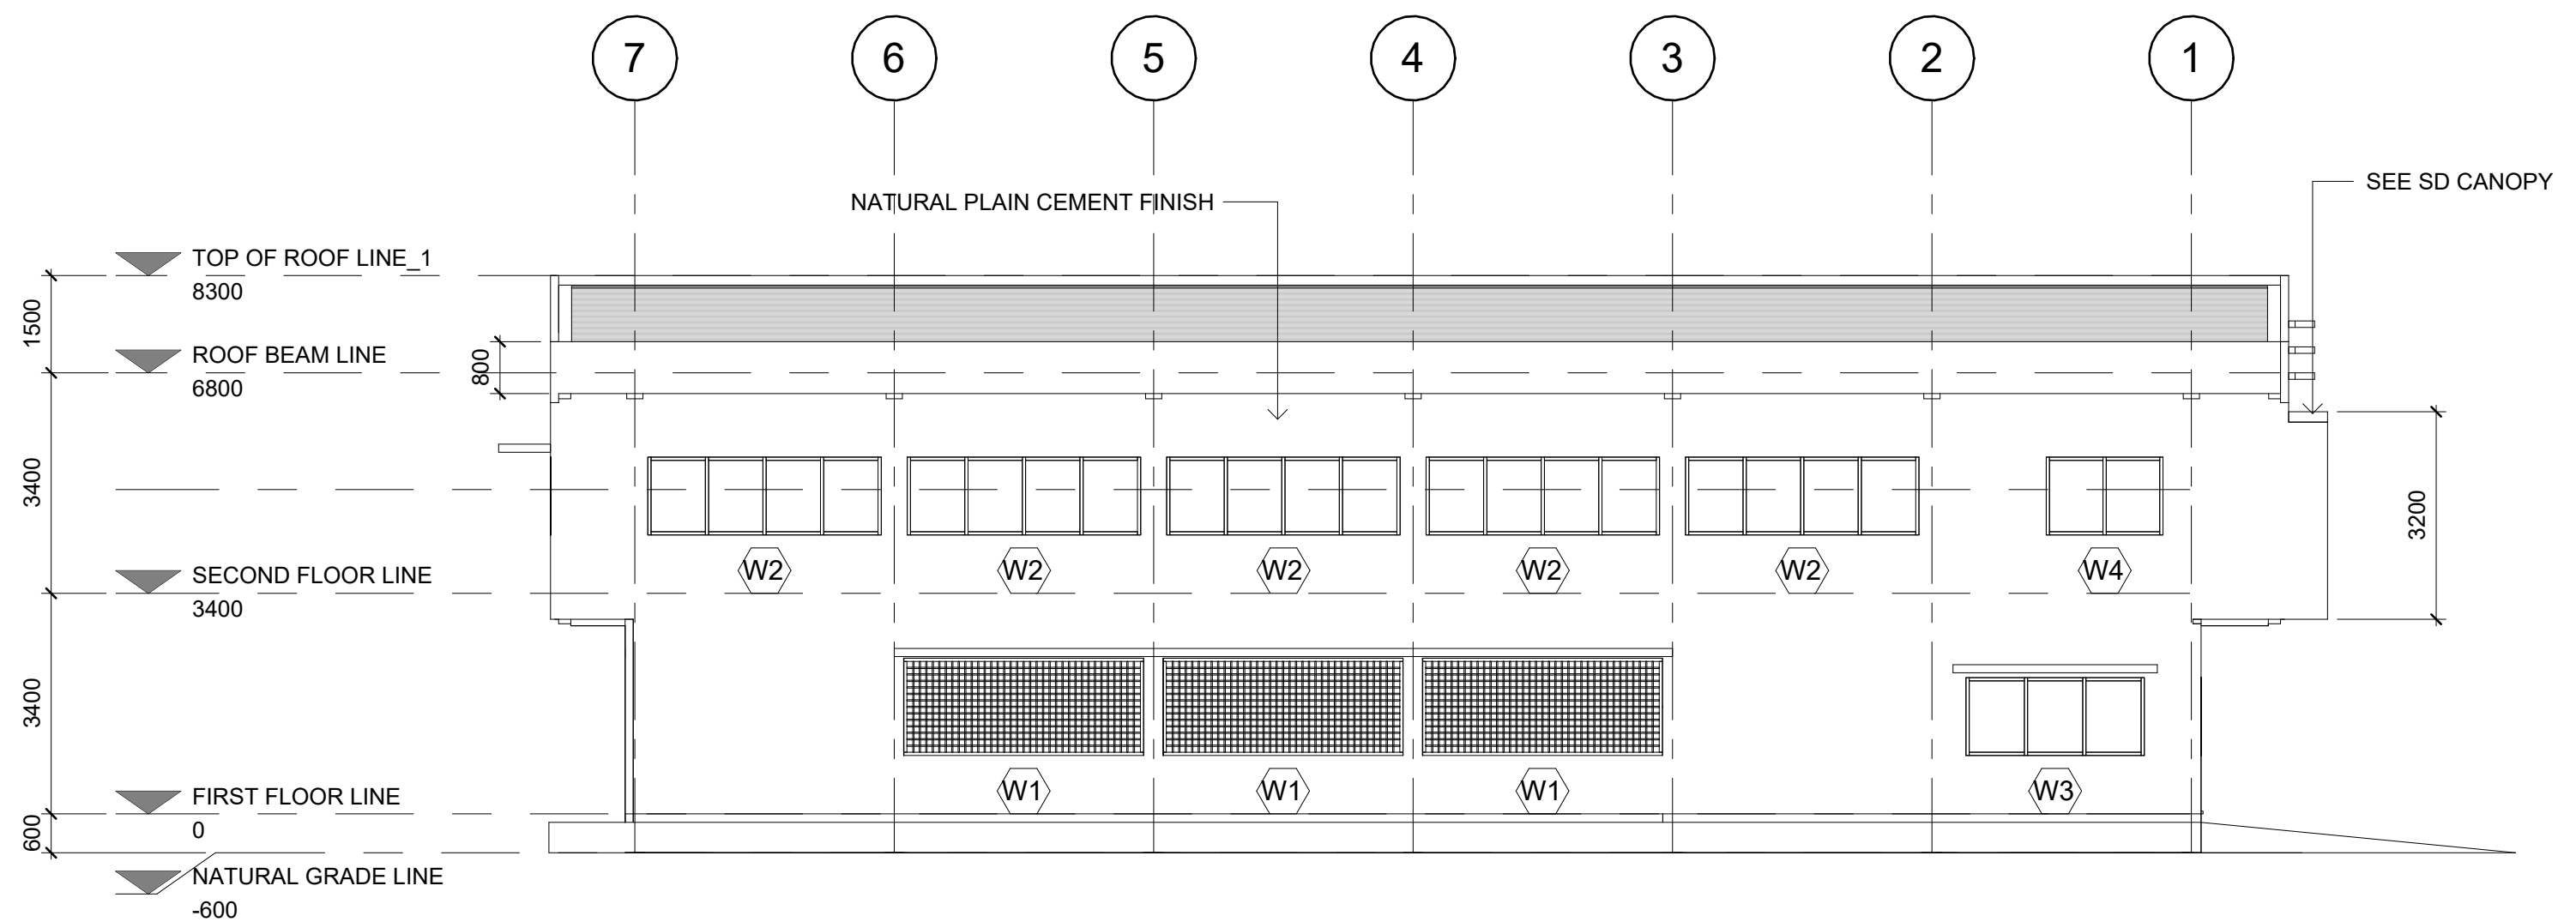 7 6 5 4 3 2 1
SEE SD CANOPY
NATURAL PLAIN CEMENT FINISH
TOP OF ROOF LINE_1
8300
1500
ROOF BEAM LINE
6800
800
3400
3200
W2 W2 W2 W2 W2 W4
SECOND FLOOR LINE
3400
3400
W1 W1 W1 W3
FIRST FLOOR LINE
0
600
NATURAL GRADE LINE
-600